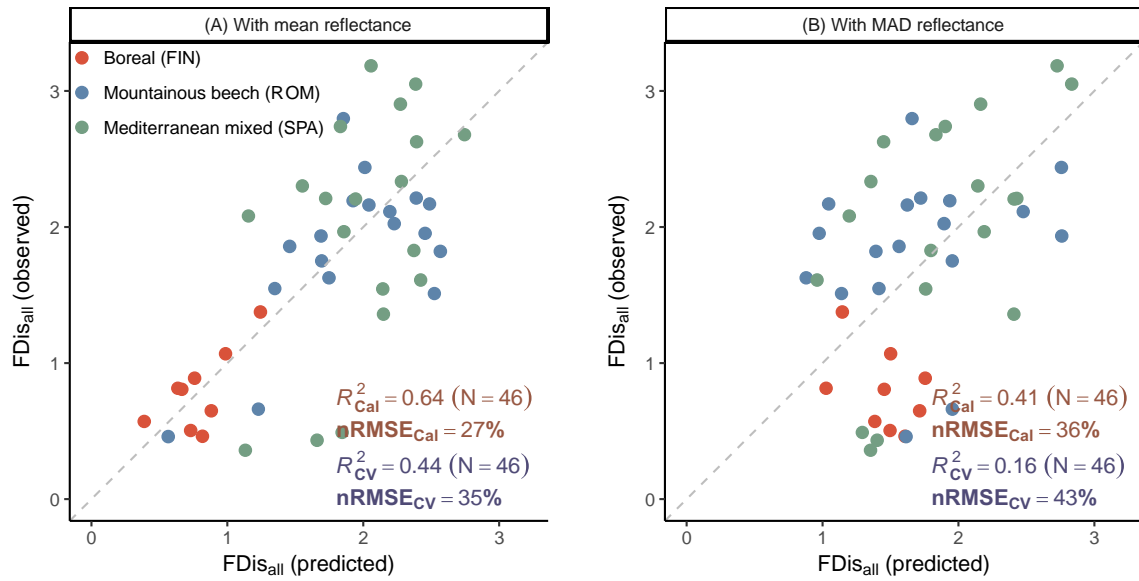 (A) With mean reflectance
Boreal (FIN)
Mountainous beech (ROM)
Mediterranean mixed (SPA)
R²Cal = 0.64 (N = 46)
nRMSECal = 27%
R²CV = 0.44 (N = 46)
nRMSECV = 35%
0
1
2
3
0
1
2
3
FDisall (observed)
FDisall (predicted)
(B) With MAD reflectance
R²Cal = 0.41 (N = 46)
nRMSECal = 36%
R²CV = 0.16 (N = 46)
nRMSECV = 43%
0
1
2
3
0
1
2
3
FDisall (observed)
FDisall (predicted)